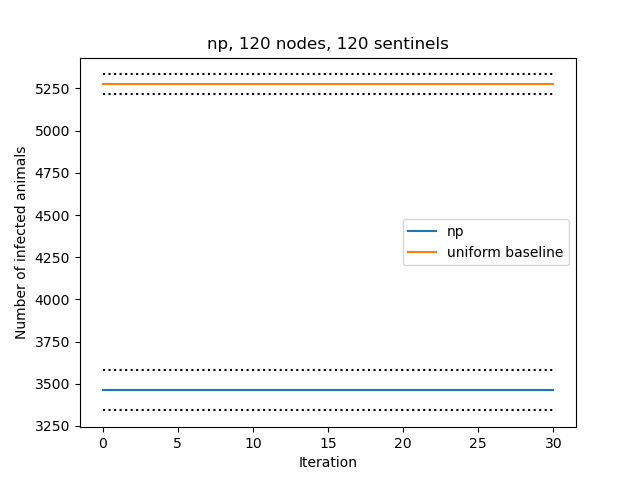 np, 120 nodes, 120 sentinels
Number of infected animals
5250
5000
4750
4500
4250
4000
3750
3500
3250
np
uniform baseline
0 5 10 15 20 25 30
Iteration